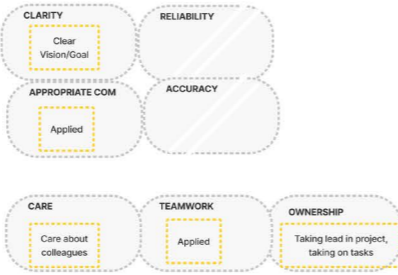 CLARITY
RELIABILITY
Clear
Vision/Goal
APPROPRIATE COM
ACCURACY
Applied
CARE
TEAMWORK
OWNERSHIP
Care about
colleagues
Applied
Taking lead in project,
taking on tasks